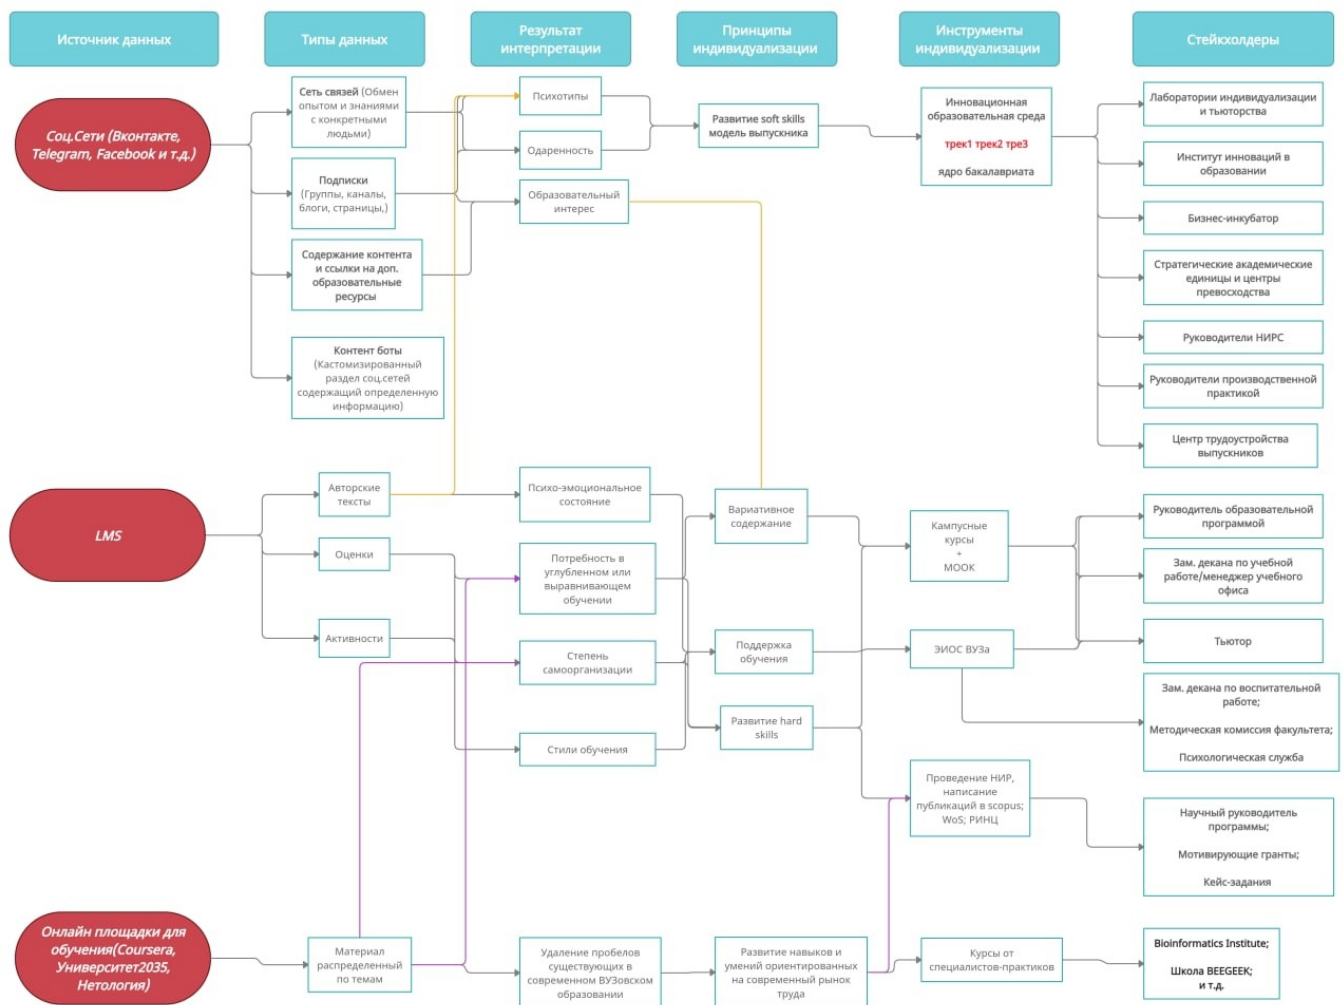 Источник данных
Типы данных
Результат
интерпретации
Принципы
индивидуализации
Инструменты
индивидуализации
Стейкхолдеры
Соц.Сети (Вконтакте,
Telegram, Facebook и т.д.)
Сеть связей (Обмен
опытом и знаниями
с конкретными
людьми)
Подписки
(Группы, каналы,
блоги, страницы,)
Содержание контента
и ссылки на доп.
образовательные
ресурсы
Контент боты
(Кастомизированный
раздел соц.сетей
содержащий определенную
информацию)
Психотипы
Одаренность
Образовательный
интерес
Развитие soft skills
модель выпускника
Инновационная
образовательная среда
трек1 трек2 тре3
ядро бакалавриата
Лаборатории индивидуализации
и тьюторства
Институт инноваций в
образовании
Бизнес-инкубатор
Стратегические академические
единицы и центры
превосходства
Руководители НИРС
Руководители производственной
практикой
Центр трудоустройства
выпускников
LMS
Авторские
тексты
Оценки
Активности
Психо-эмоциональное
состояние
Потребность в
углубленном или
выравнивающем
обучении
Степень
самоорганизации
Стили обучения
Вариативное
содержание
Поддержка
обучения
Развитие hard
skills
Кампусные
курсы
+
МООК
ЭИОС ВУЗа
Проведение НИР,
написание
публикаций в scopus;
WoS; РИНЦ
Руководитель образовательной
программой
Зам. декана по учебной
работе/менеджер учебного
офиса
Тьютор
Зам. декана по воспитательной
работе;
Методическая комиссия факультета;
Психологическая служба
Научный руководитель
программы;
Мотивирующие гранты;
Кейс-задания
Онлайн площадки для
обучения(Coursera,
Университет2035,
Нетология)
Материал
распределенный
по темам
Удаление пробелов
существующих в
современном ВУЗовском
образовании
Развитие навыков и
умений ориентированных
на современный рынок
труда
Курсы от
специалистов-практиков
Bioinformatics Institute;
Школа BEEGEEK;
и т.д.